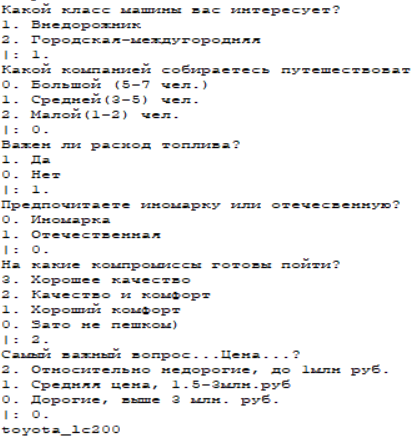 Какой класс машины вас интересует?
1. Внедорожник
2. Городская-междугородняя
|: 1.
Какой компанией собираетесь путешествоват
0. Большой (5-7 чел.)
1. Средней(3-5) чел.
2. Малой(1-2) чел.
|: 0.
Важен ли расход топлива?
1. Да
0. Нет
|: 1.
Предпочитаете иномарку или отечесвенную?
0. Иномарка
1. Отечественная
|: 0.
На какие компромиссы готовы пойти?
3. Хорошее качество
2. Качество и комфорт
1. Хороший комфорт
0. Зато не пешком)
|: 2.
Самый важный вопрос...Цена...?
2. Относительно недорогие, до 1млн руб.
1. Средняя цена, 1.5-3млн.руб
0. Дорогие, выше 3 млн. руб.
|: 0.
toyota_lc200